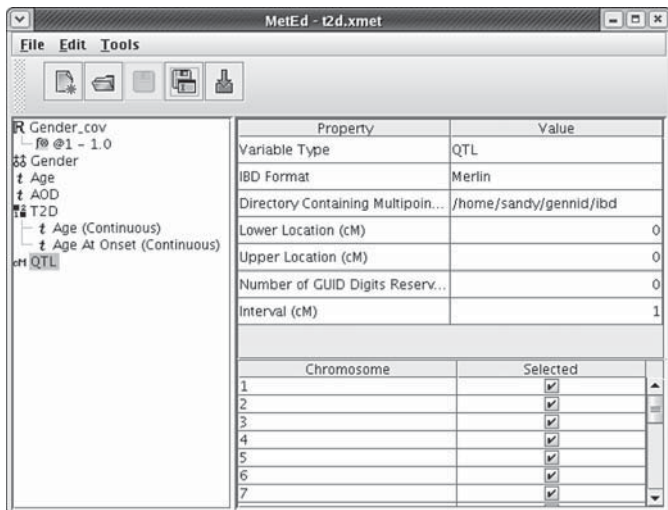 MetEd - t2d.xmet
File Edit Tools
Gender_cov
@1 - 1.0
Gender
t Age
t AOD
T2D
t Age (Continuous)
t Age At Onset (Continuous)
cM QTL
Property Value
Variable Type QTL
IBD Format Merlin
Directory Containing Multipoin... /home/sandy/gennid/ibd
Lower Location (cM) 0
Upper Location (cM) 0
Number of GUID Digits Reserv... 0
Interval (cM) 1
Chromosome Selected
1
2
3
4
5
6
7